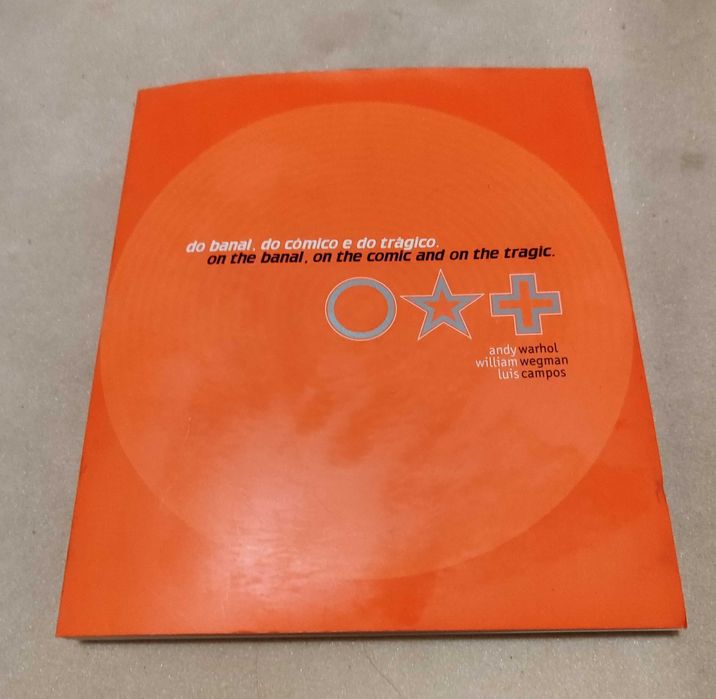 do banal, do cómico e do trágico.
on the banal, on the comic and on the tragic.
andy warhol
william wegman
luis campos